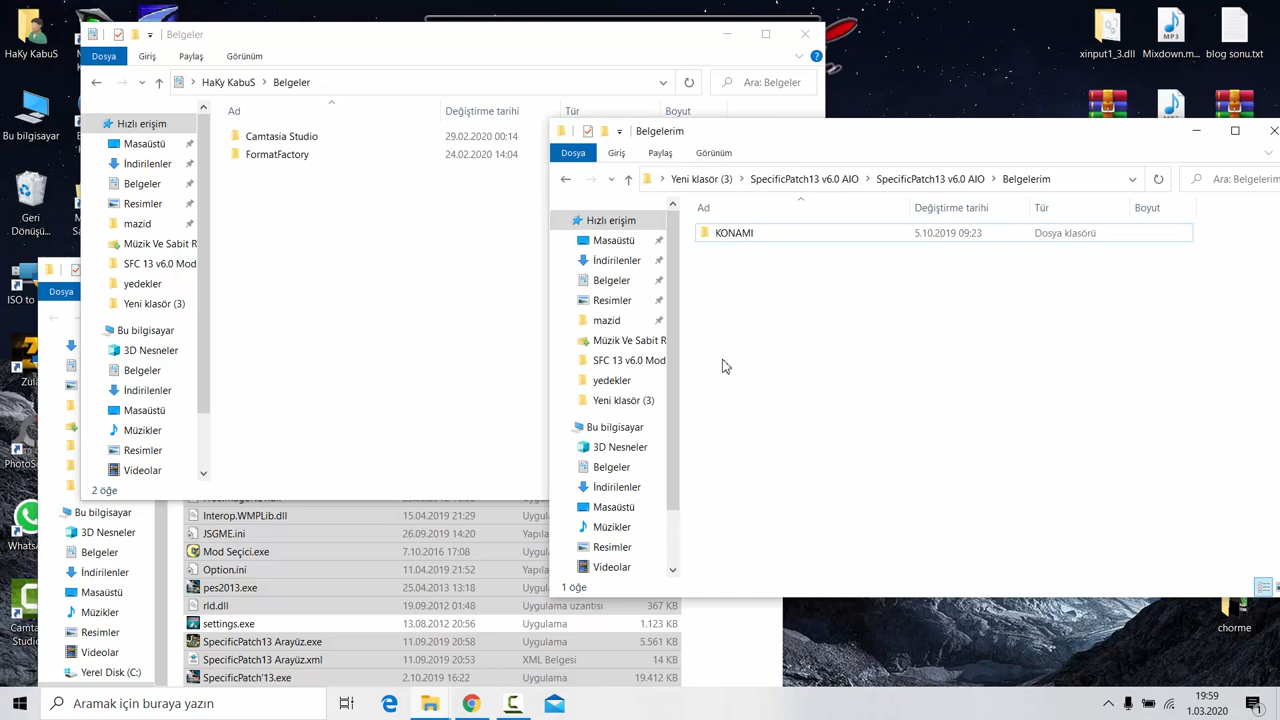 HaKy KabuS
Bu bilgisayar
Geri
Dönüşü...
ISO to
Zula
PhotoSc
WhatsA
Camta
Studio
xinput1_3.dll
Mixdown.m...
blog sonu.txt
MP3
chorme
Belgeler
Dosya
Giriş
Paylaş
Görünüm
HaKy KabuS > Belgeler
Ara: Belgeler
Ad
Değiştirme tarihi
Tür
Boyut
Camtasia Studio
29.02.2020 00:14
FormatFactory
24.02.2020 14:04
Hızlı erişim
Masaüstü
İndirilenler
Belgeler
Resimler
mazid
Müzik Ve Sabit R
SFC 13 v6.0 Mod
yedekler
Yeni klasör (3)
Bu bilgisayar
3D Nesneler
Belgeler
İndirilenler
Masaüstü
Müzikler
Resimler
Videolar
2 öğe
Belgelerim
Dosya
Giriş
Paylaş
Görünüm
Yeni klasör (3) > SpecificPatch13 v6.0 AIO > SpecificPatch13 v6.0 AIO > Belgelerim
Ara: Belgelerim
Ad
Değiştirme tarihi
Tür
Boyut
KONAMI
5.10.2019 09:23
Dosya klasörü
Hızlı erişim
Masaüstü
İndirilenler
Belgeler
Resimler
mazid
Müzik Ve Sabit R
SFC 13 v6.0 Mod
yedekler
Yeni klasör (3)
Bu bilgisayar
3D Nesneler
Belgeler
İndirilenler
Masaüstü
Müzikler
Resimler
Videolar
1 öğe
Dosya
Bu bilgisayar
3D Nesneler
Belgeler
İndirilenler
Masaüstü
Müzikler
Resimler
Videolar
Yerel Disk (C:)
Interop.WMPLib.dll 15.04.2019 21:29 Uygula
JSGME.ini 26.09.2019 14:20 Yapıla
Mod Seçici.exe 7.10.2016 17:08 Uygula
Option.ini 11.04.2019 21:52 Yapıla
pes2013.exe 25.04.2013 13:18 Uygula
rld.dll 19.09.2012 01:48 Uygulama uzantısı 367 KB
settings.exe 13.08.2012 20:56 Uygulama 1.123 KB
SpecificPatch13 Arayüz.exe 11.09.2019 20:58 Uygulama 5.561 KB
SpecificPatch13 Arayüz.xml 11.09.2019 20:53 XML Belgesi 14 KB
SpecificPatch'13.exe 2.10.2019 16:22 Uygulama 19.412 KB
Aramak için buraya yazın
19:59
1.03.2020
1